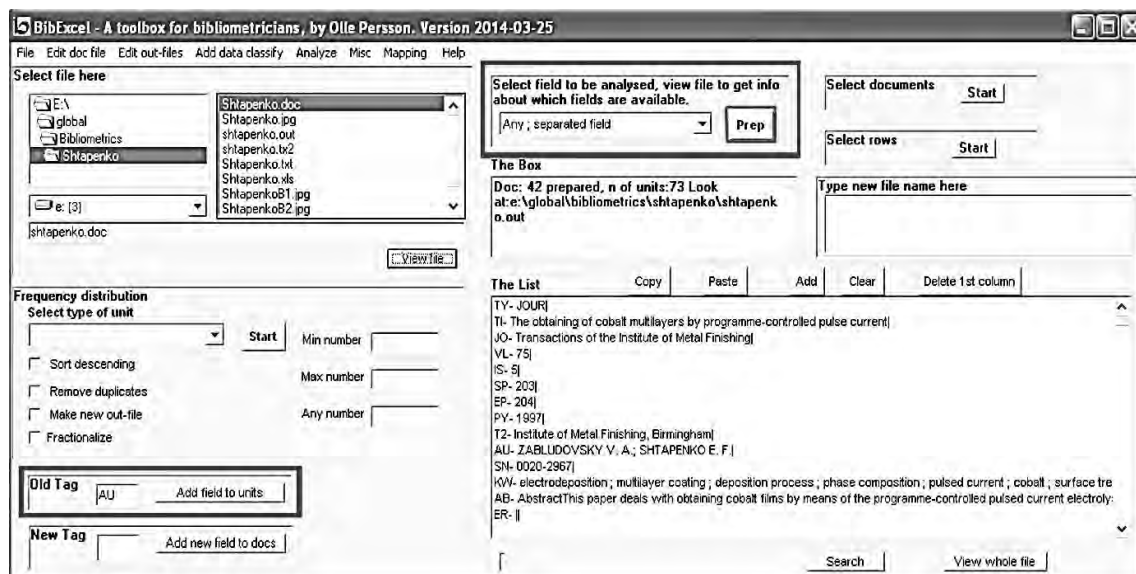 BibExcel - A toolbox for bibliometricians, by Olle Persson. Version 2014-03-25
File Edit doc file Edit out-files Add data classify Analyze Misc Mapping Help
Select file here
E:\
global
Bibliometrics
Shtapenko
e: [3]
shtapenko.doc
Shtapenko.doc
Shtapenko.jpg
shtapenko.out
shtapenko.tx2
Shtapenko.txt
Shtapenko.xls
ShtapenkoB1.jpg
ShtapenkoB2.jpg
View file
Frequency distribution
Select type of unit
Start
Sort descending
Remove duplicates
Make new out-file
Fractionalize
Min number
Max number
Any number
Old Tag
AU
Add field to units
New Tag
Add new field to docs
Select field to be analysed, view file to get info
about which fields are available.
Any ; separated field
Prep
Select documents
Start
Select rows
Start
The Box
Doc: 42 prepared, n of units:73 Look
at:e:\global\bibliometrics\shtapenko\shtapenk
o.out
Type new file name here
The List
Copy
Paste
Add
Clear
Delete 1st column
TY- JOUR|
TI- The obtaining of cobalt multilayers by programme-controlled pulse current|
JO- Transactions of the Institute of Metal Finishing|
VL- 75|
IS- 5|
SP- 203|
EP- 204|
PY- 1997|
T2- Institute of Metal Finishing, Birmingham|
AU- ZABLUDOVSKY V. A.; SHTAPENKO E. F.|
SN- 0020-2967|
KW- electrodeposition ; multilayer coating ; deposition process ; phase composition ; pulsed current ; cobalt ; surface tre
AB- AbstractThis paper deals with obtaining cobalt films by means of the programme-controlled pulsed current electroly:
ER- ||
Search
View whole file